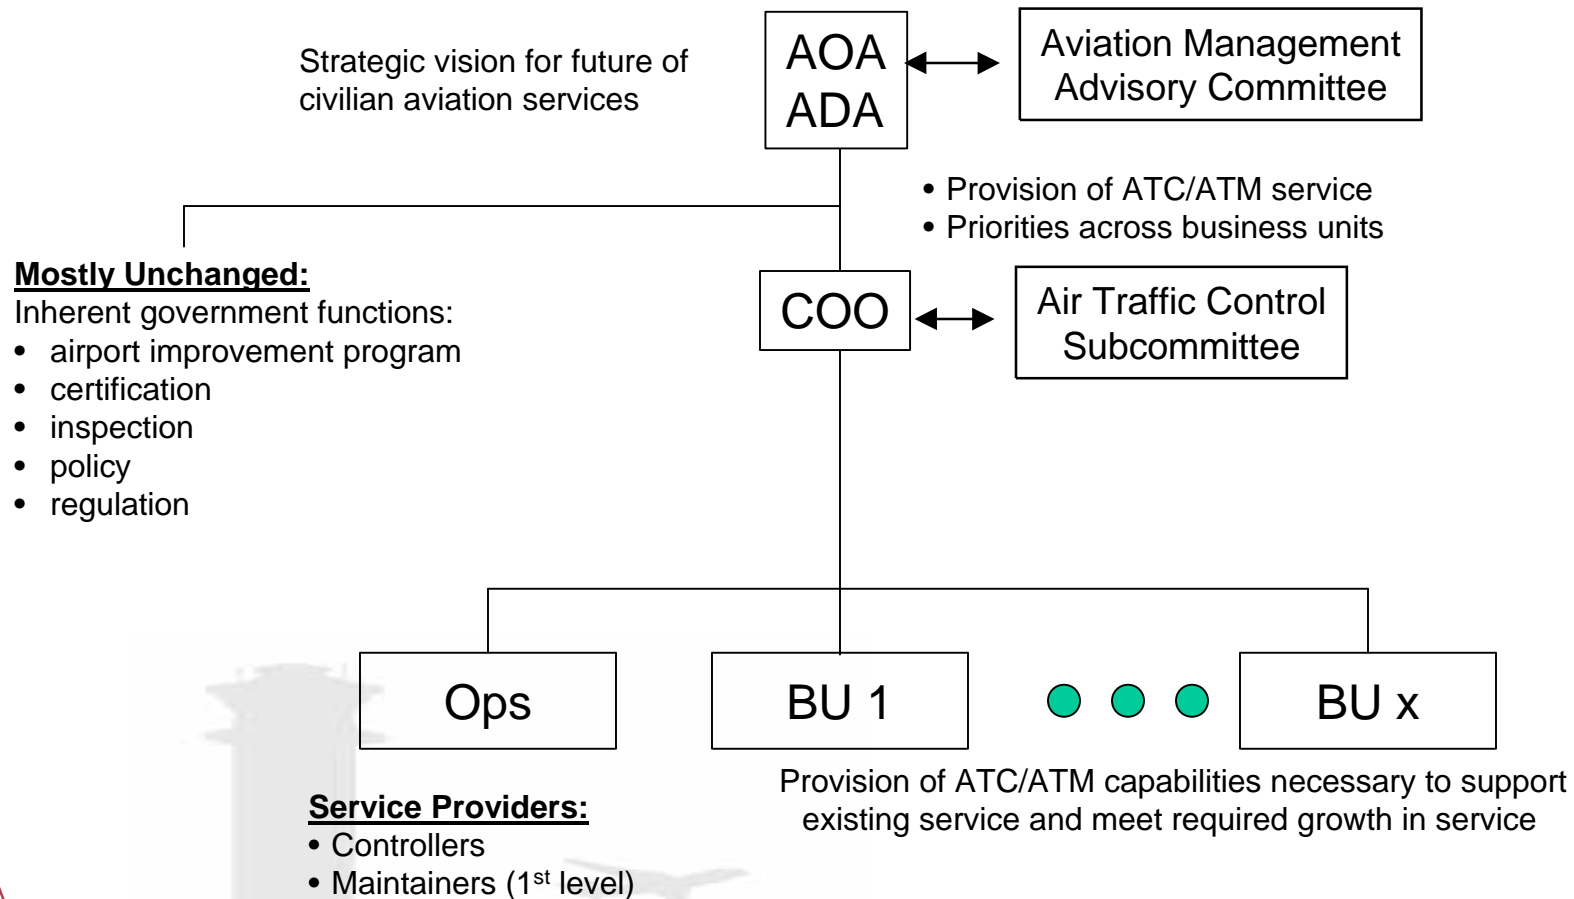 Strategic vision for future of
civilian aviation services
AOA
ADA
Aviation Management
Advisory Committee
• Provision of ATC/ATM service
• Priorities across business units
Mostly Unchanged:
Inherent government functions:
• airport improvement program
• certification
• inspection
• policy
• regulation
COO
Air Traffic Control
Subcommittee
Ops
BU 1
BU x
Service Providers:
• Controllers
• Maintainers (1st level)
Provision of ATC/ATM capabilities necessary to support
existing service and meet required growth in service